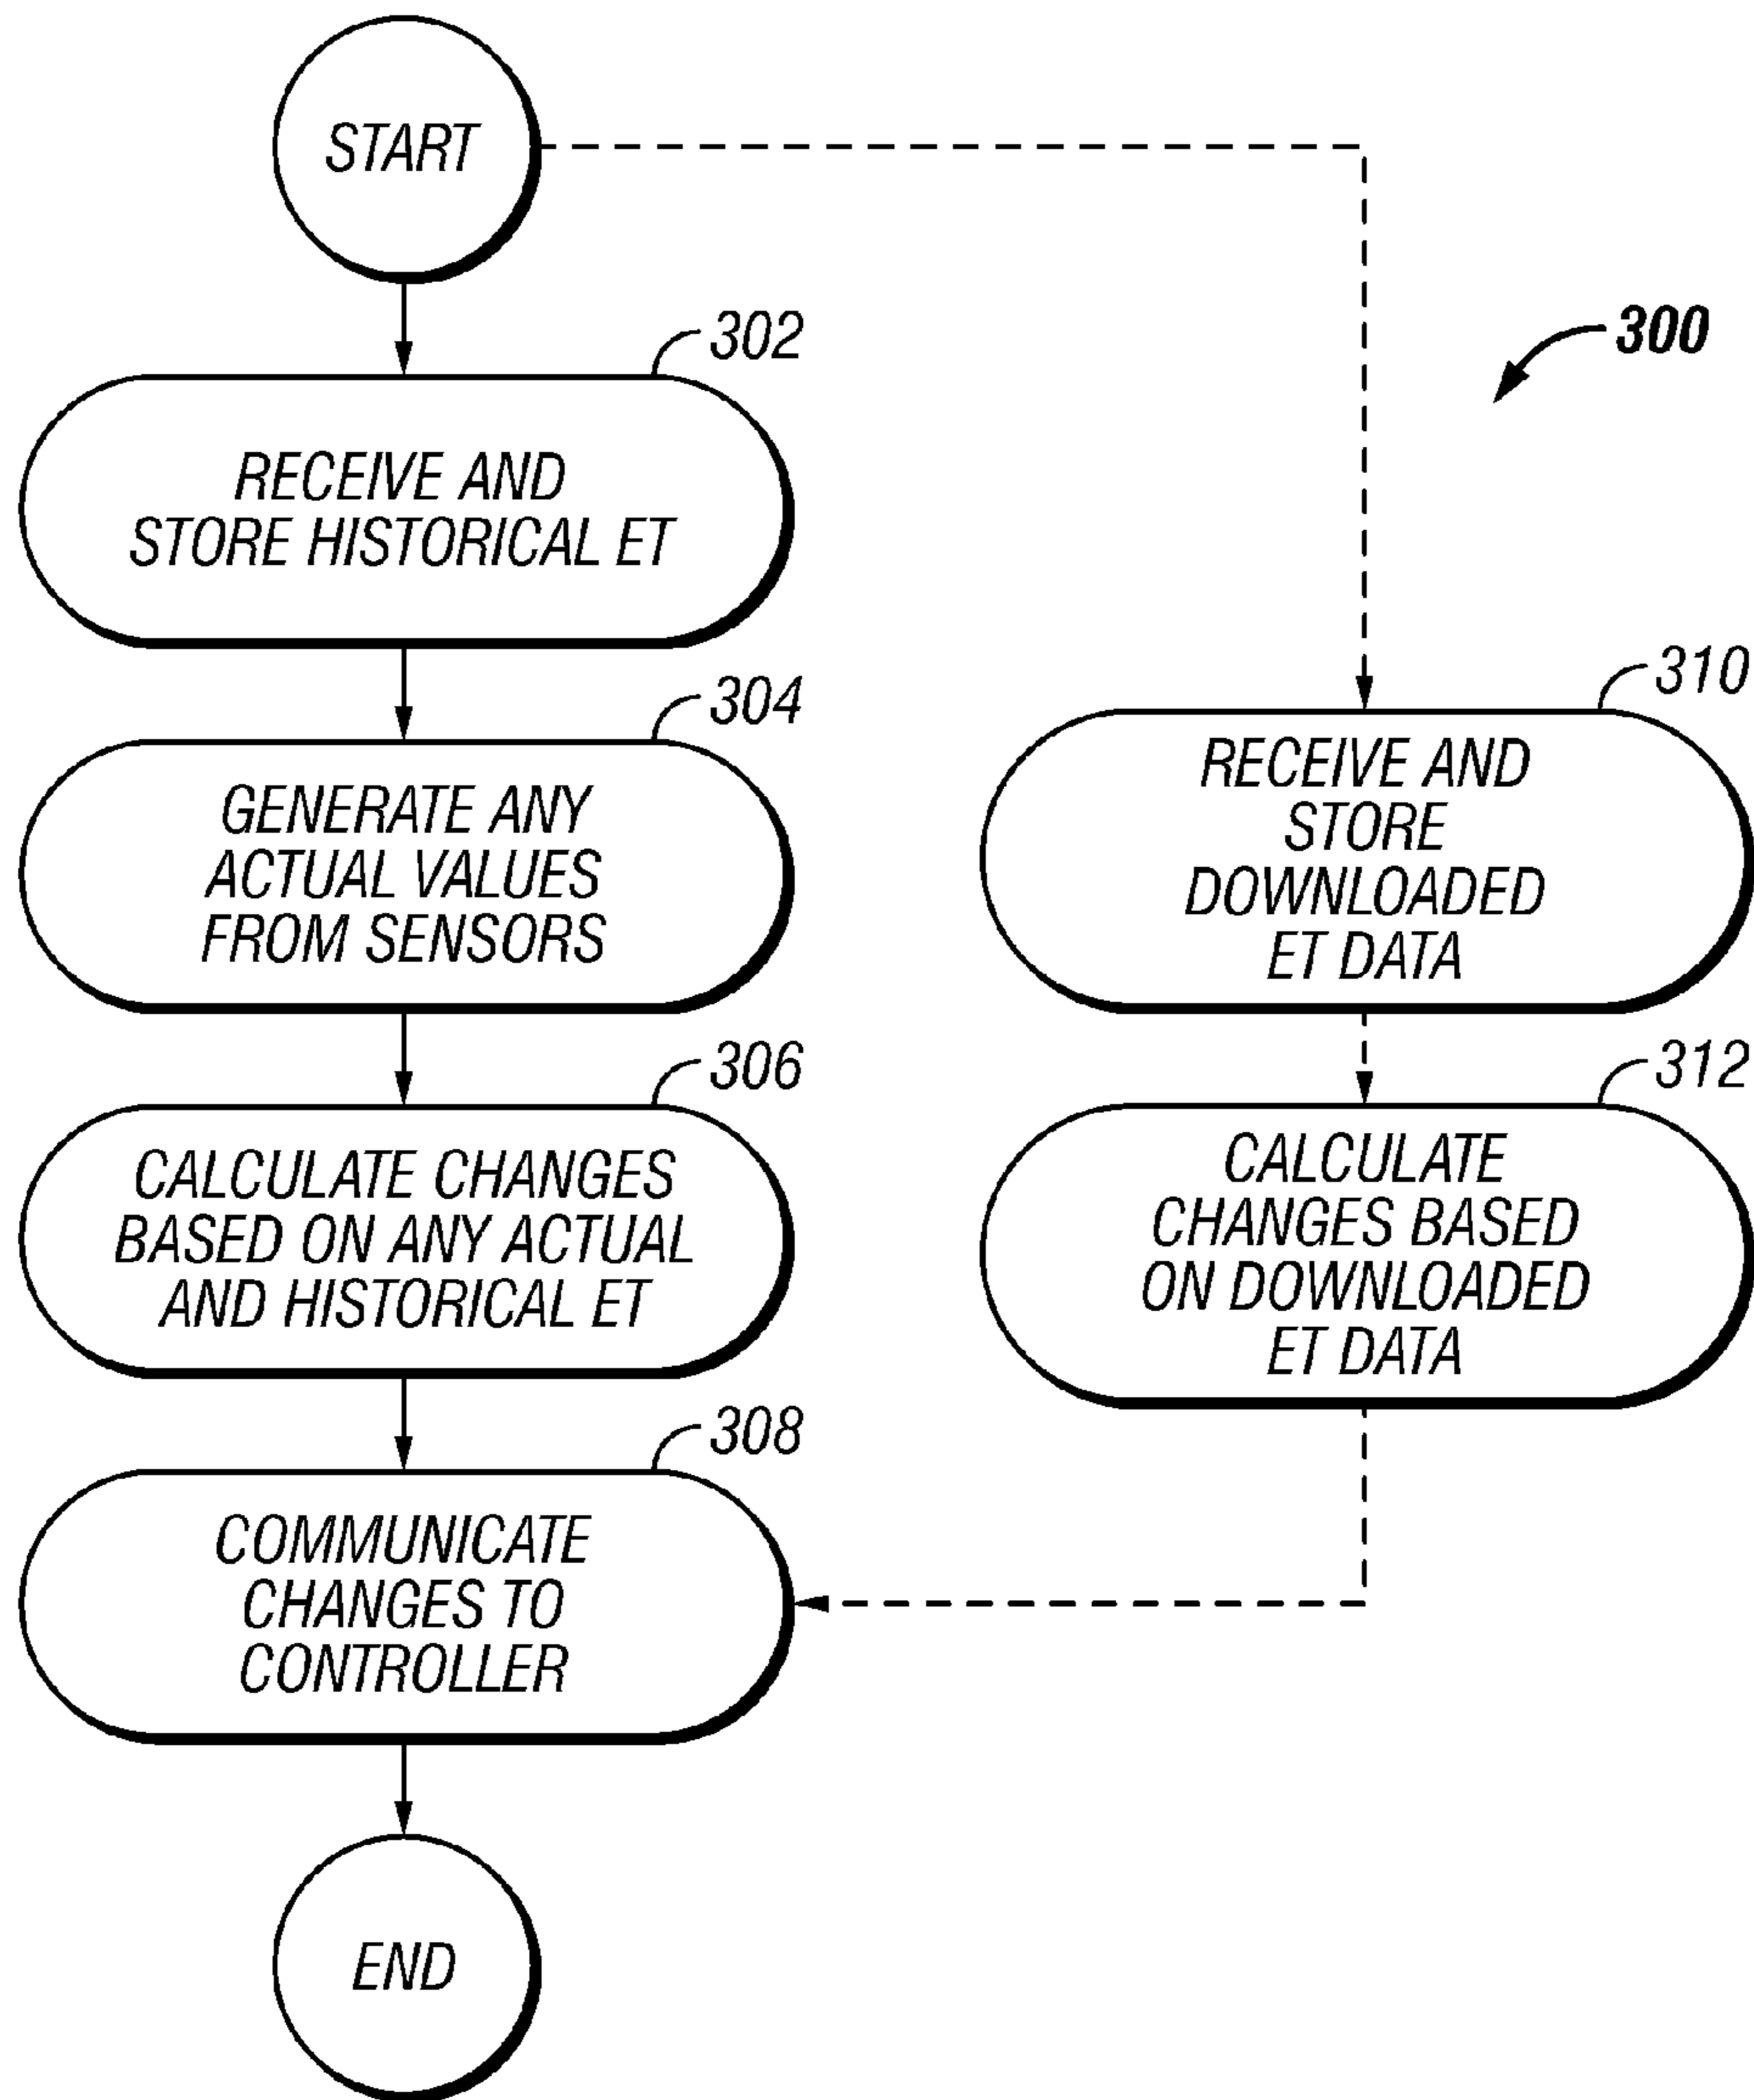 START
300
302
RECEIVE AND
STORE HISTORICAL ET
304
GENERATE ANY
ACTUAL VALUES
FROM SENSORS
306
CALCULATE CHANGES
BASED ON ANY ACTUAL
AND HISTORICAL ET
308
COMMUNICATE
CHANGES TO
CONTROLLER
END
310
RECEIVE AND
STORE
DOWNLOADED
ET DATA
312
CALCULATE
CHANGES BASED
ON DOWNLOADED
ET DATA